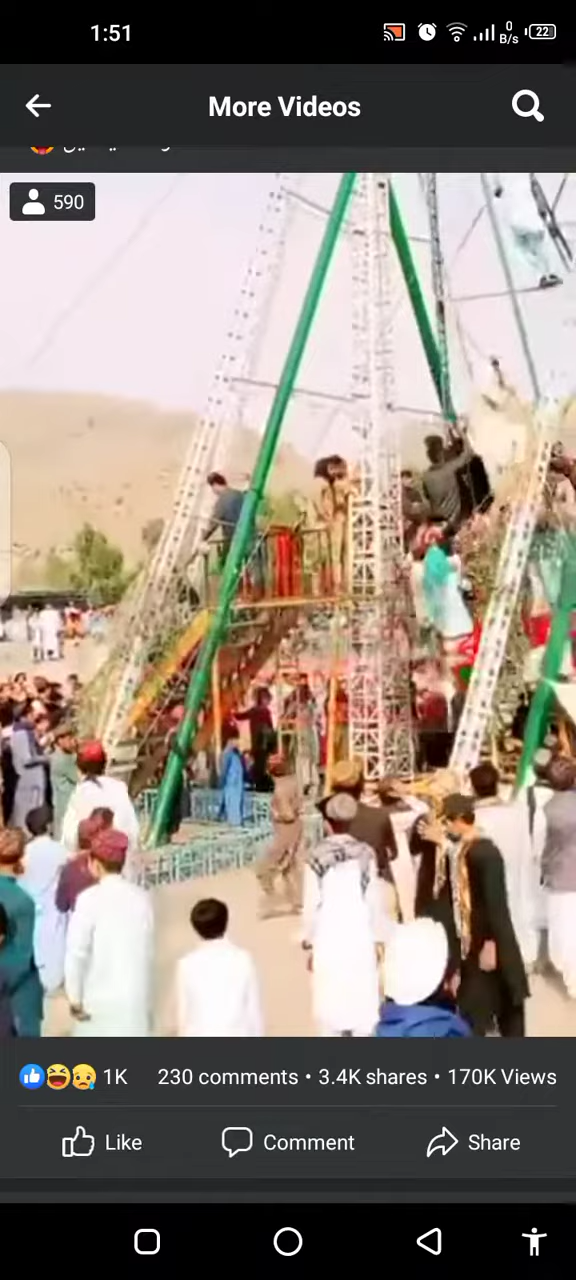 1:51
0 B/s 22
More Videos
590
1K 230 comments • 3.4K shares • 170K Views
Like Comment Share